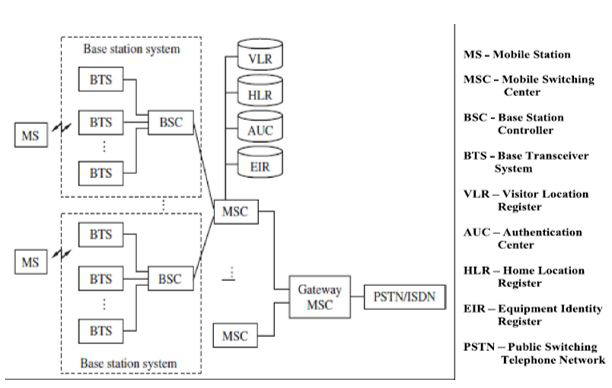 Base station system
BTS
BTS
BTS
BSC
MS
VLR
HLR
AUC
EIR
MSC
BTS
BTS
BTS
BSC
MS
Base station system
MSC
Gateway
MSC
PSTN/ISDN
MS - Mobile Station
MSC – Mobile Switching
Center
BSC - Base Station
Controller
BTS - Base Transceiver
System
VLR – Visitor Location
Register
AUC – Authentication
Center
HLR – Home Location
Register
EIR – Equipment Identity
Register
PSTN – Public Switching
Telephone Network